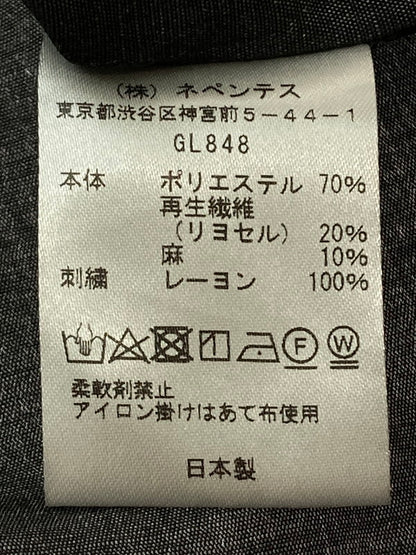 （株）ネペンテス
東京都渋谷区神宮前５－４４－１
GL848
本体 ポリエステル 70%
再生繊維
（リヨセル） 20%
麻 10%
刺繍 レーヨン 100%
F W
柔軟剤禁止
アイロン掛けはあて布使用
日本製